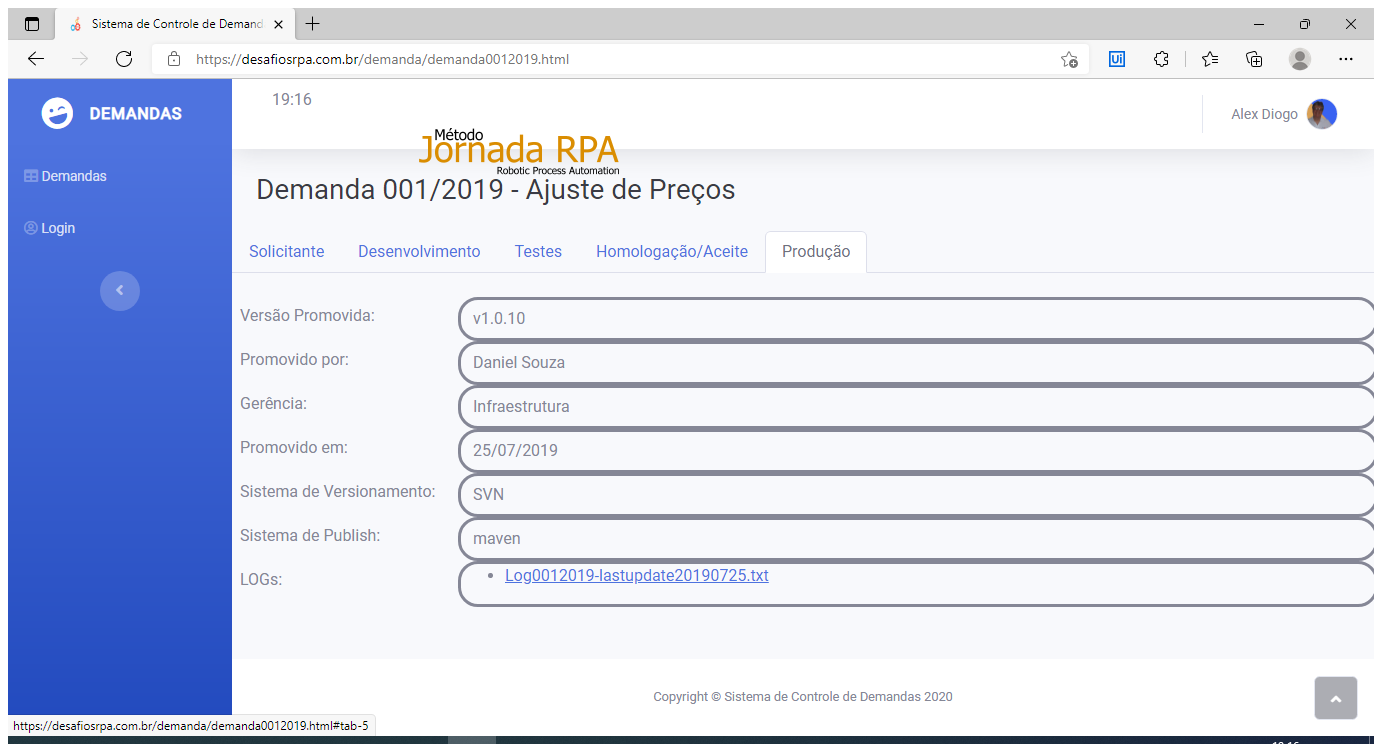 Sistema de Controle de Demand
https://desafiosrpa.com.br/demanda/demanda0012019.html
Ui
DEMANDAS
19:16
Alex Diogo
Método
Jornada RPA
Robotic Process Automation
Demandas
Demanda 001/2019 - Ajuste de Preços
Login
Solicitante Desenvolvimento Testes Homologação/Aceite Produção
Versão Promovida: v1.0.10
Promovido por: Daniel Souza
Gerência: Infraestrutura
Promovido em: 25/07/2019
Sistema de Versionamento: SVN
Sistema de Publish: maven
LOGs: Log0012019-lastupdate20190725.txt
Copyright © Sistema de Controle de Demandas 2020
https://desafiosrpa.com.br/demanda/demanda0012019.html#tab-5